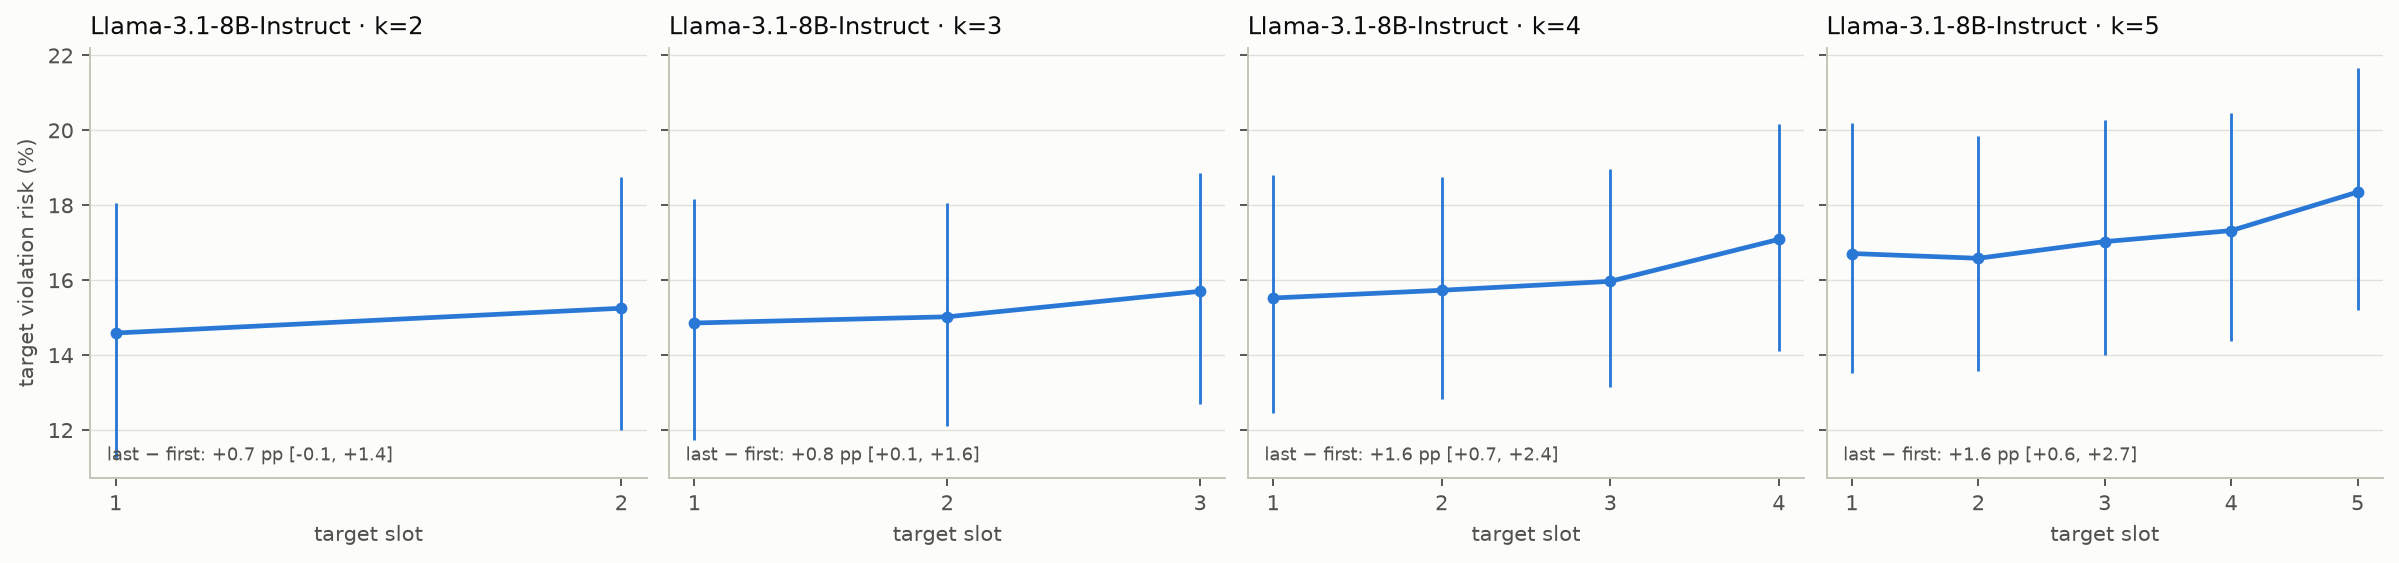 Llama-3.1-8B-Instruct · k=2
Llama-3.1-8B-Instruct · k=3
Llama-3.1-8B-Instruct · k=4
Llama-3.1-8B-Instruct · k=5
target violation risk (%)
22
20
18
16
14
12
last − first: +0.7 pp [-0.1, +1.4]
last − first: +0.8 pp [+0.1, +1.6]
last − first: +1.6 pp [+0.7, +2.4]
last − first: +1.6 pp [+0.6, +2.7]
1 2
1 2 3
1 2 3 4
1 2 3 4 5
target slot
target slot
target slot
target slot